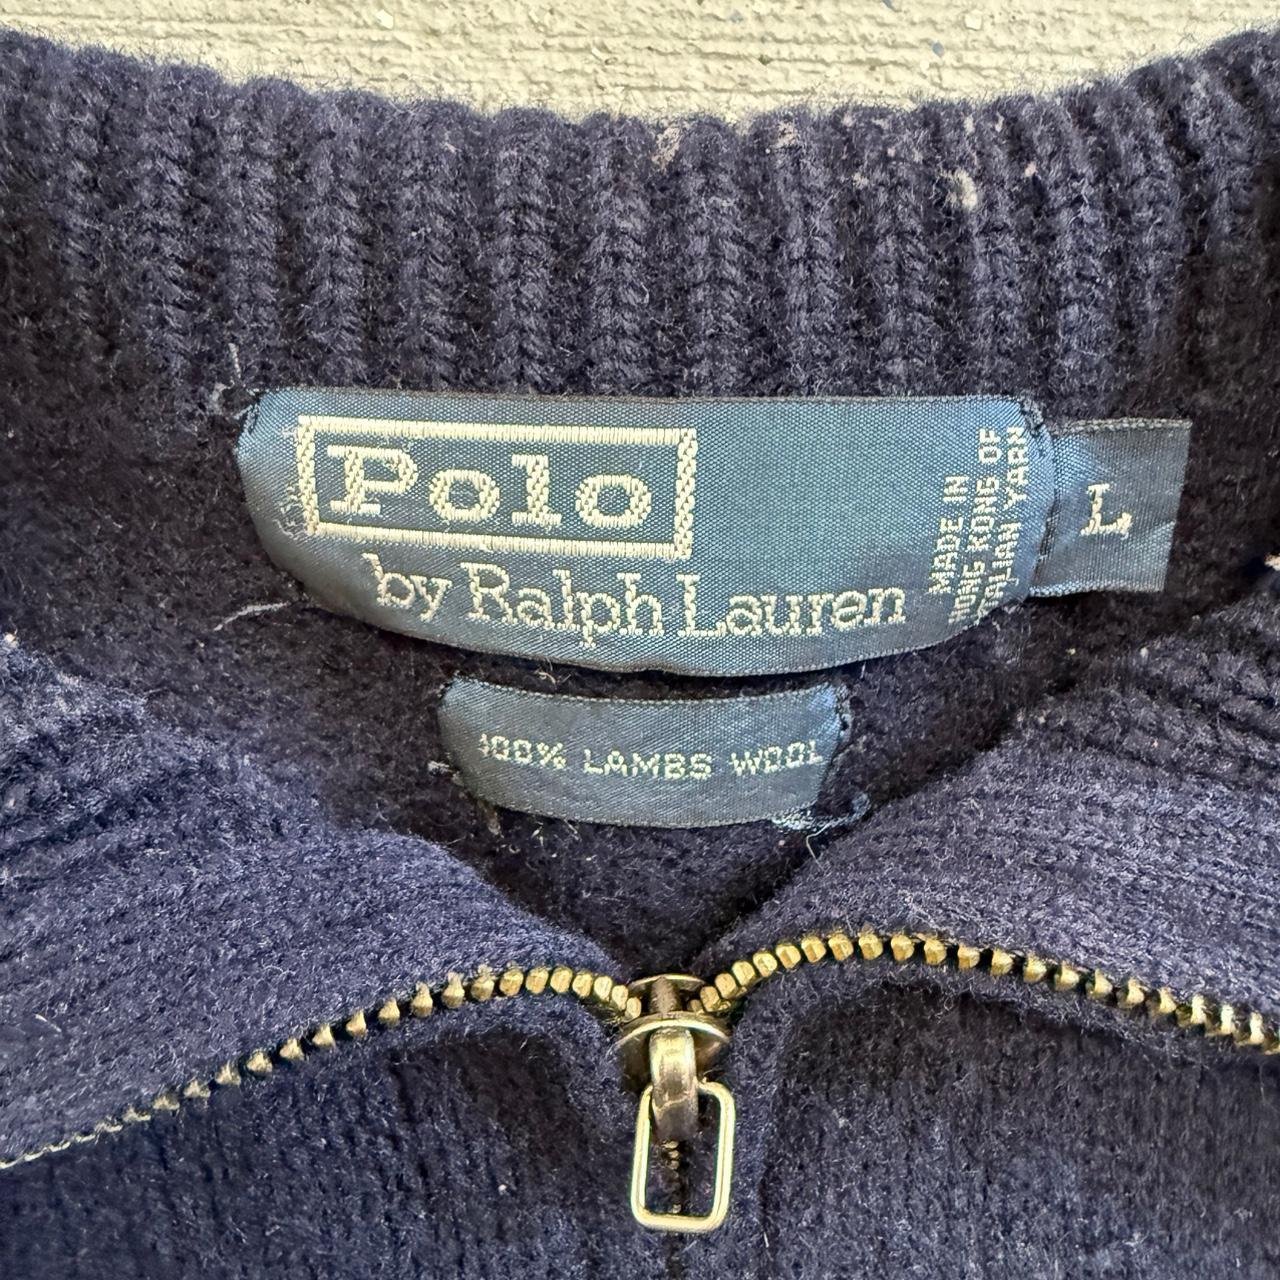 Polo
by Ralph Lauren
MADE IN
HONG KONG OF
ITALIAN YARN
L
100% LAMBS WOOL